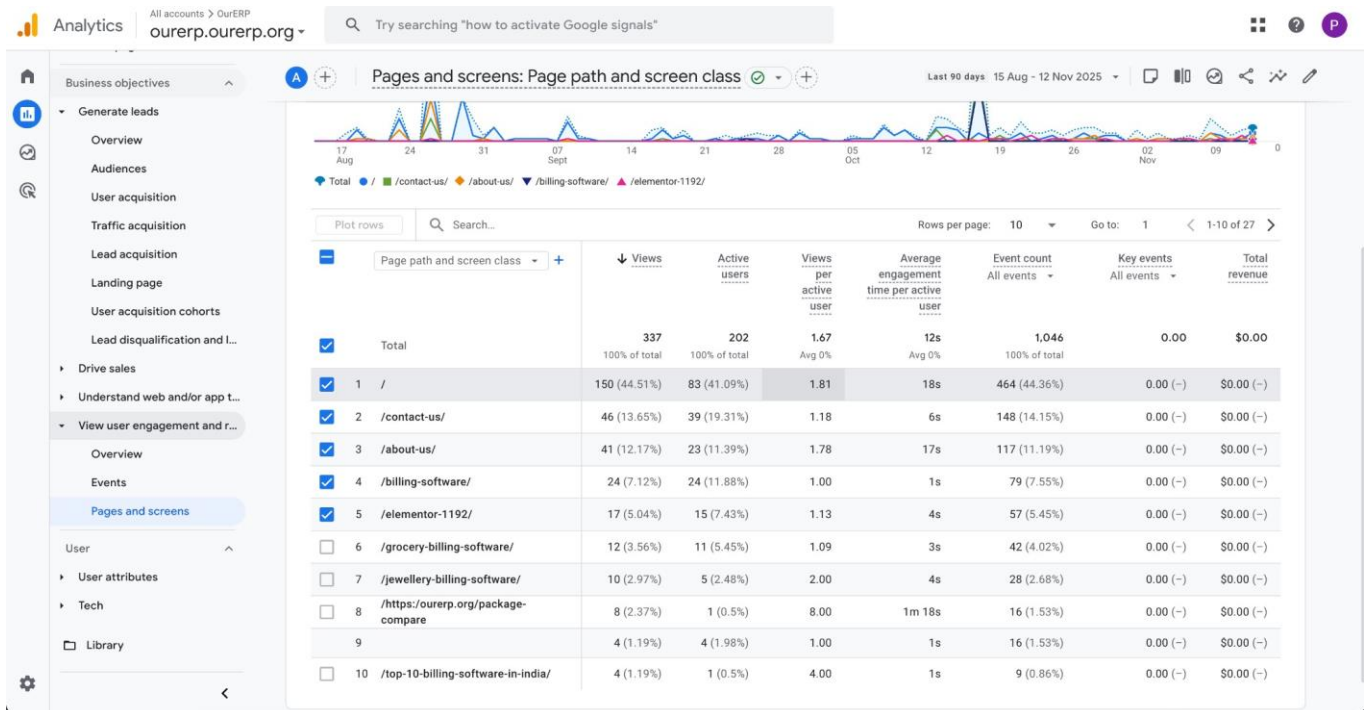 Analytics
All accounts > OurERP
ourerp.ourerp.org
Try searching "how to activate Google signals"
P
Business objectives
Generate leads
Overview
Audiences
User acquisition
Traffic acquisition
Lead acquisition
Landing page
User acquisition cohorts
Lead disqualification and l...
Drive sales
Understand web and/or app t...
View user engagement and r...
Overview
Events
Pages and screens
User
User attributes
Tech
Library
A Pages and screens: Page path and screen class
Last 90 days 15 Aug - 12 Nov 2025
17 24 31 07 14 21 28 05 12 19 26 02 09 0
Aug Sept Oct Nov
Total / /contact-us/ /about-us/ /billing-software/ /elementor-1192/
Plot rows Search... Rows per page: 10 Go to: 1 1-10 of 27
Page path and screen class + Views Active users Views per active user Average engagement time per active user Event count All events Key events All events Total revenue
Total 337 202 1.67 12s 1,046 0.00 $0.00
100% of total 100% of total Avg 0% Avg 0% 100% of total
1 / 150 (44.51%) 83 (41.09%) 1.81 18s 464 (44.36%) 0.00 (–) $0.00 (–)
2 /contact-us/ 46 (13.65%) 39 (19.31%) 1.18 6s 148 (14.15%) 0.00 (–) $0.00 (–)
3 /about-us/ 41 (12.17%) 23 (11.39%) 1.78 17s 117 (11.19%) 0.00 (–) $0.00 (–)
4 /billing-software/ 24 (7.12%) 24 (11.88%) 1.00 1s 79 (7.55%) 0.00 (–) $0.00 (–)
5 /elementor-1192/ 17 (5.04%) 15 (7.43%) 1.13 4s 57 (5.45%) 0.00 (–) $0.00 (–)
6 /grocery-billing-software/ 12 (3.56%) 11 (5.45%) 1.09 3s 42 (4.02%) 0.00 (–) $0.00 (–)
7 /jewellery-billing-software/ 10 (2.97%) 5 (2.48%) 2.00 4s 28 (2.68%) 0.00 (–) $0.00 (–)
8 /https:/ourerp.org/package-compare 8 (2.37%) 1 (0.5%) 8.00 1m 18s 16 (1.53%) 0.00 (–) $0.00 (–)
9 4 (1.19%) 4 (1.98%) 1.00 1s 16 (1.53%) 0.00 (–) $0.00 (–)
10 /top-10-billing-software-in-india/ 4 (1.19%) 1 (0.5%) 4.00 1s 9 (0.86%) 0.00 (–) $0.00 (–)